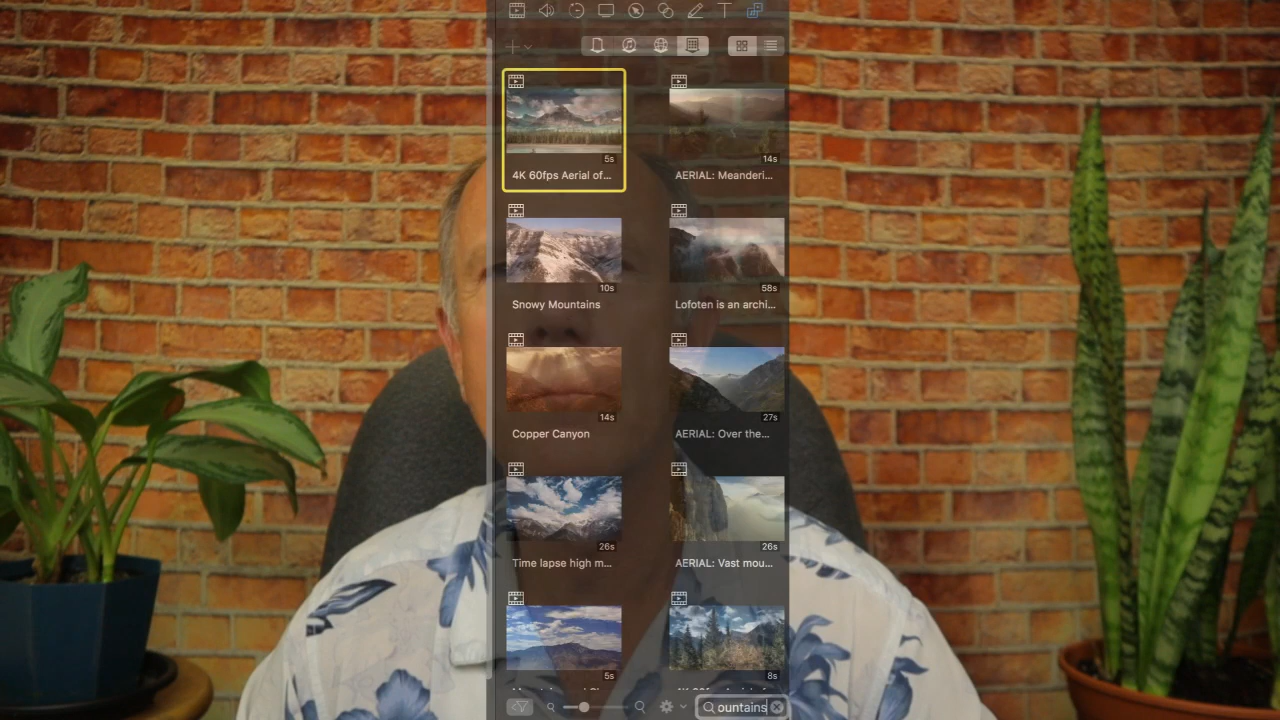 5s
14s
4K 60fps Aerial of...
AERIAL: Meanderi...
10s
58s
Snowy Mountains
Lofoten is an archi...
14s
27s
Copper Canyon
AERIAL: Over the...
26s
26s
Time lapse high m...
AERIAL: Vast mou...
5s
8s
ountains